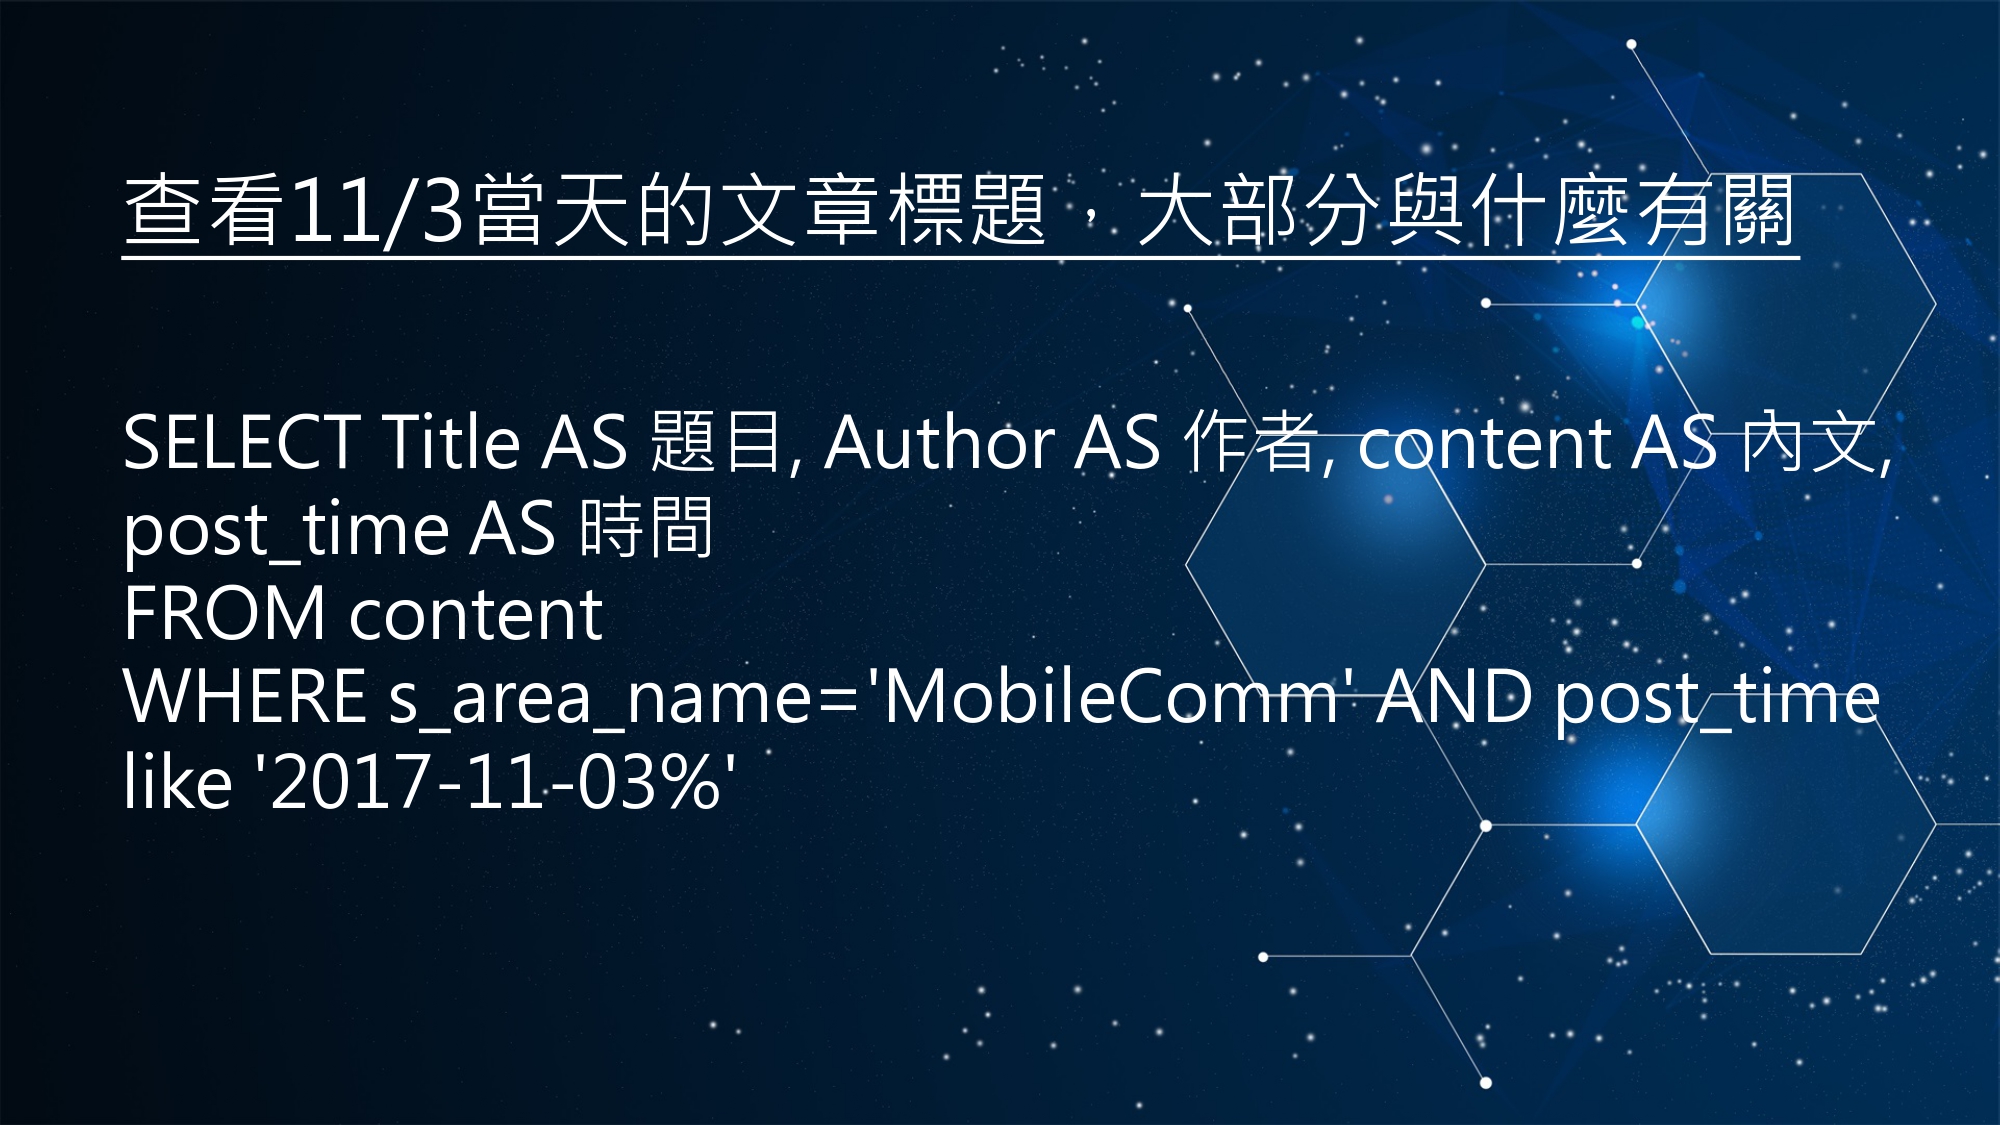 查看11/3當天的文章標題，大部分與什麼有關
SELECT Title AS 題目, Author AS 作者, content AS 內文,
post_time AS 時間
FROM content
WHERE s_area_name='MobileComm' AND post_time
like '2017-11-03%'